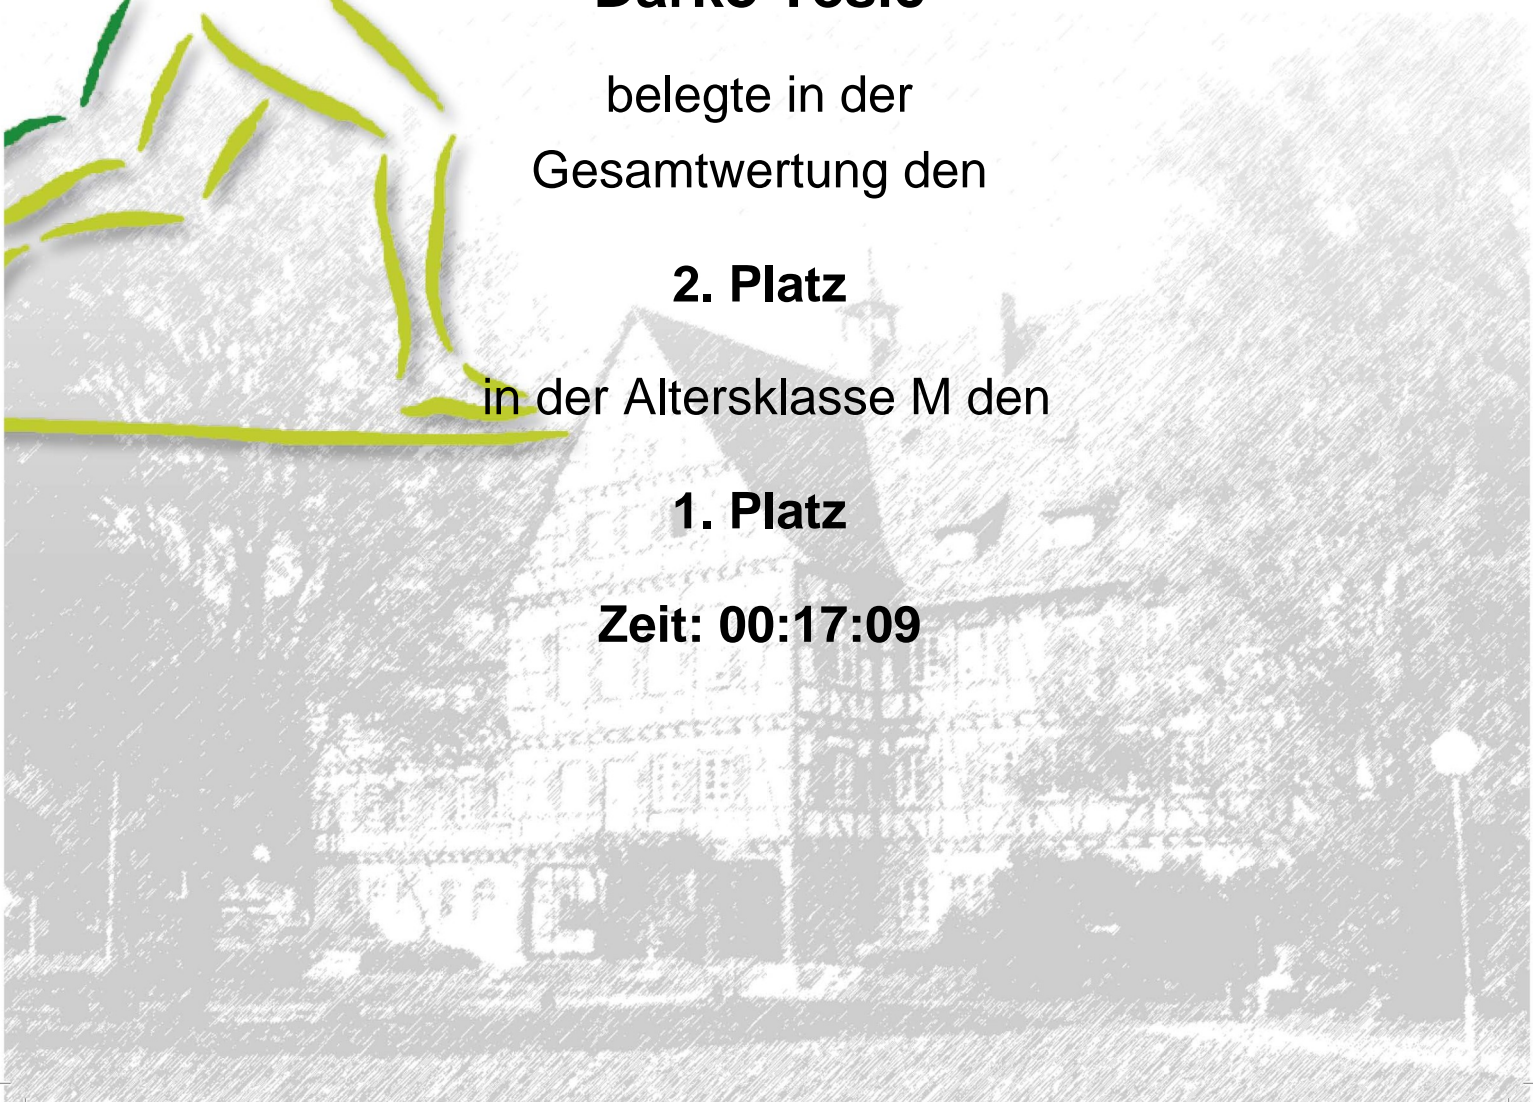 belegte in der
Gesamtwertung den
2. Platz
in der Altersklasse M den
1. Platz
Zeit: 00:17:09